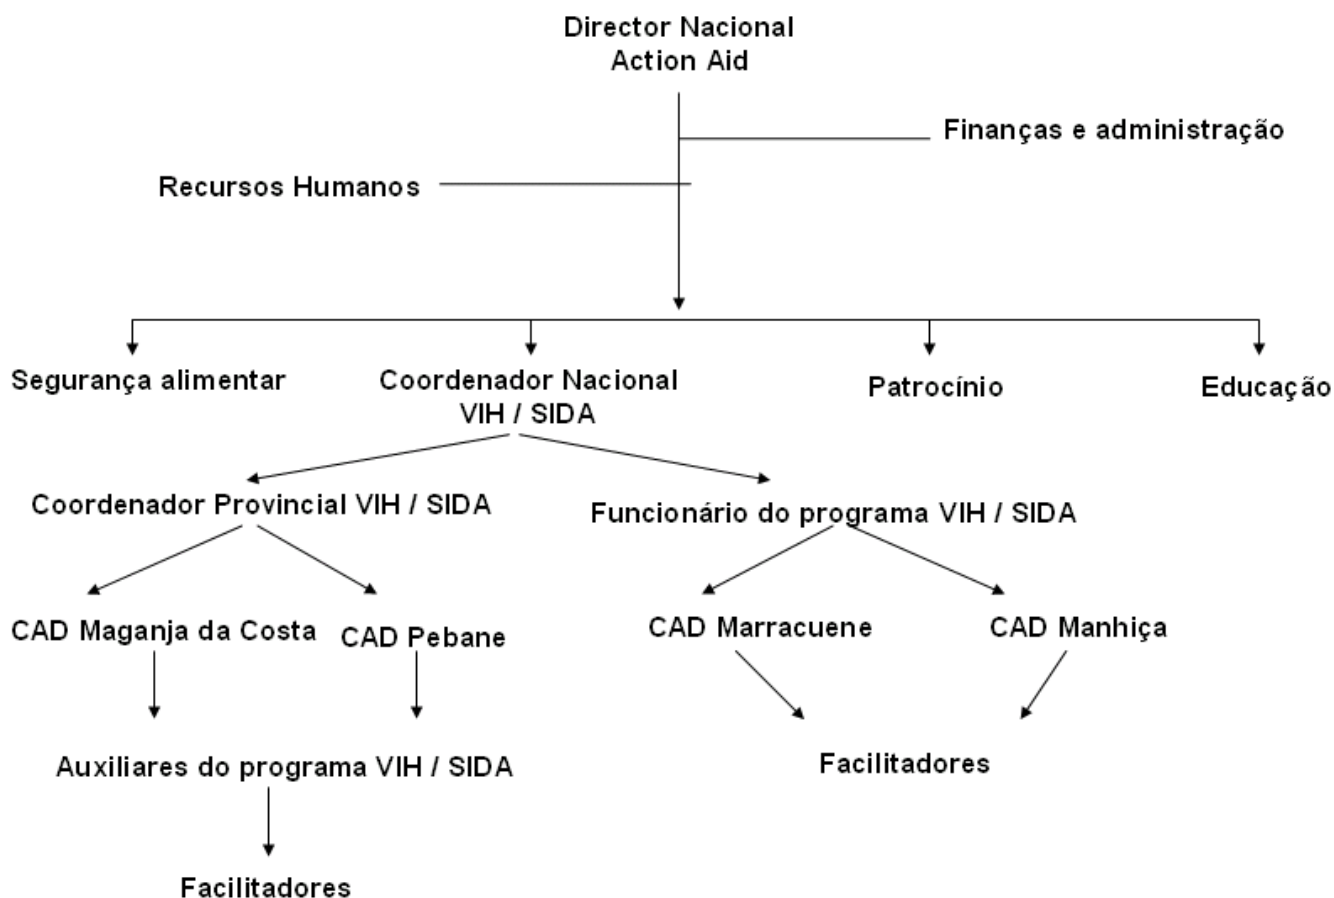 Director Nacional
Action Aid
Finanças e administração
Recursos Humanos
Segurança alimentar
Coordenador Nacional
VIH / SIDA
Patrocínio
Educação
Coordenador Provincial VIH / SIDA
Funcionário do programa VIH / SIDA
CAD Maganja da Costa
CAD Pebane
CAD Marracuene
CAD Manhiça
Auxiliares do programa VIH / SIDA
Facilitadores
Facilitadores